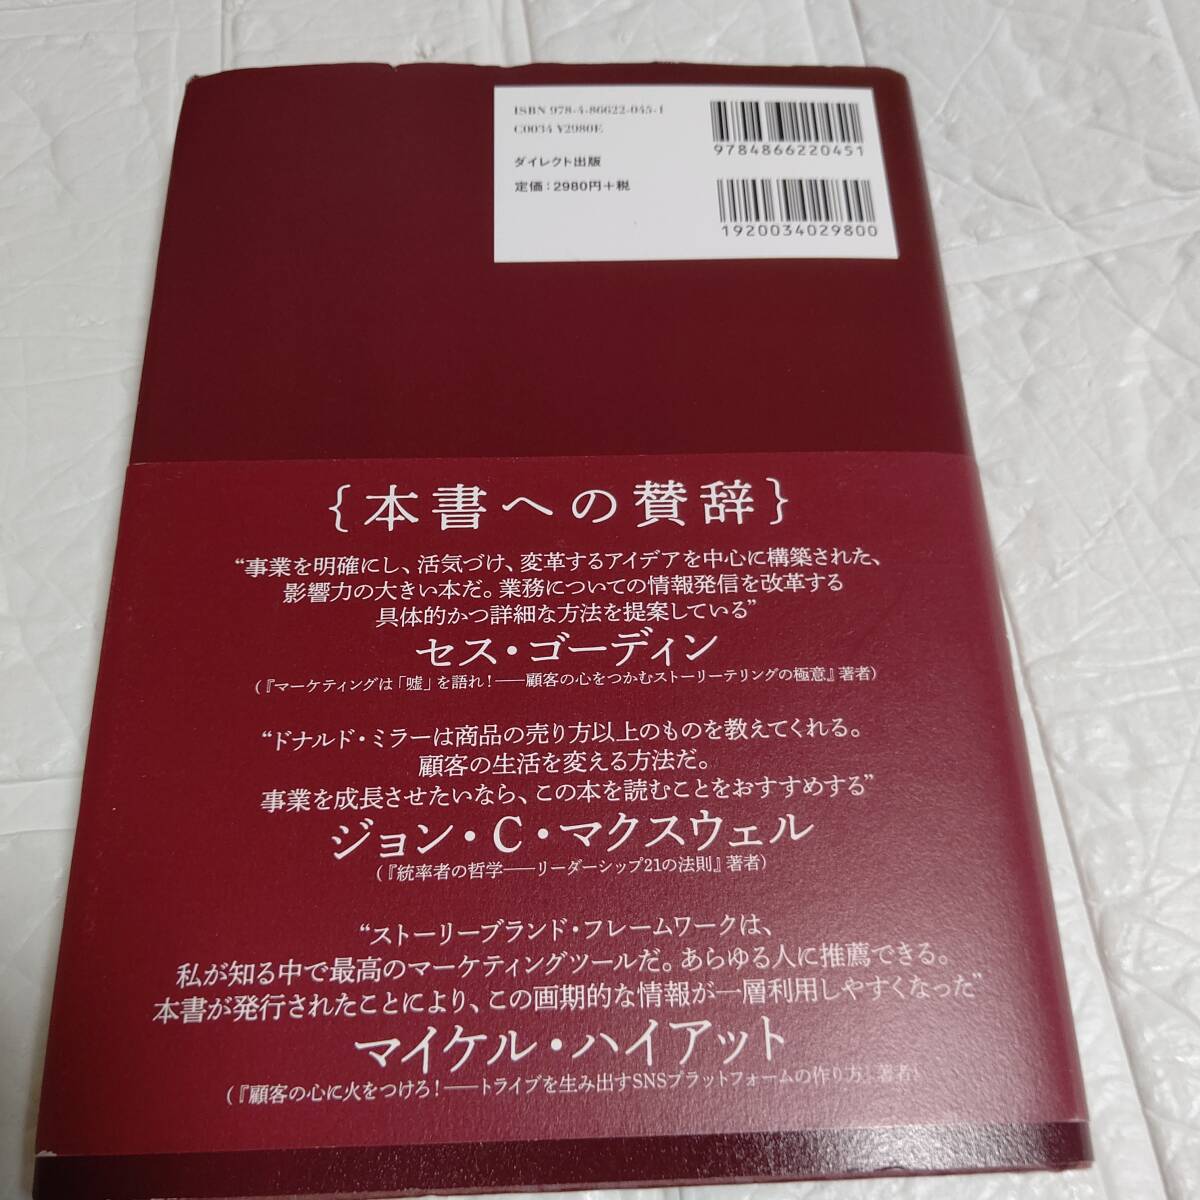 ISBN 978-4-86622-045-1
C0034 ¥2980E
ダイレクト出版
定価：2980円＋税
9784866220451
1920034029800
{本書への賛辞}
“事業を明確にし、活気づけ、変革するアイデアを中心に構築された、
影響力の大きい本だ。業務についての情報発信を改革する
具体的かつ詳細な方法を提案している”
セス・ゴーディン
（『マーケティングは「嘘」を語れ！――顧客の心をつかむストーリーテリングの極意』著者）
“ドナルド・ミラーは商品の売り方以上のものを教えてくれる。
顧客の生活を変える方法だ。
事業を成長させたいなら、この本を読むことをおすすめする”
ジョン・C・マクスウェル
（『統率者の哲学――リーダーシップ21の法則』著者）
“ストーリーブランド・フレームワークは、
私が知る中で最高のマーケティングツールだ。あらゆる人に推薦できる。
本書が発行されたことにより、この画期的な情報が一層利用しやすくなった”
マイケル・ハイアット
（『顧客の心に火をつけろ！――トライブを生み出すSNSプラットフォームの作り方』著者）